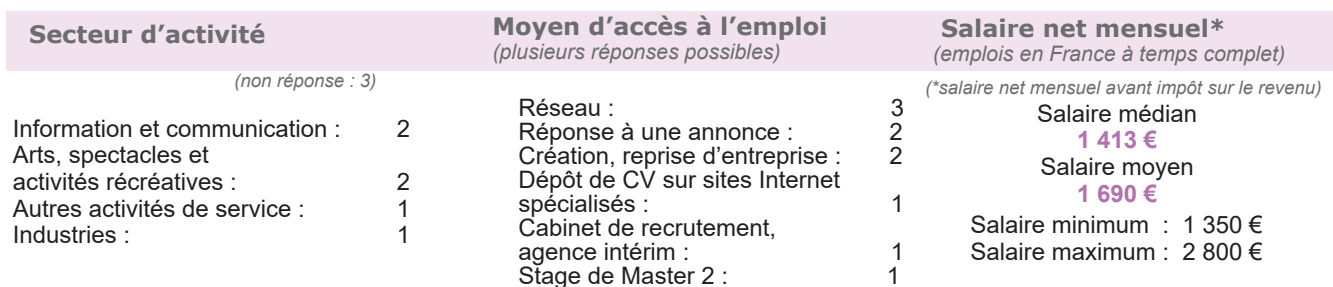 Secteur d’activité
(non réponse : 3)
Information et communication : 2
Arts, spectacles et
activités récréatives : 2
Autres activités de service : 1
Industries : 1
Moyen d’accès à l’emploi
(plusieurs réponses possibles)
Réseau : 3
Réponse à une annonce : 2
Création, reprise d’entreprise : 2
Dépôt de CV sur sites Internet
spécialisés : 1
Cabinet de recrutement,
agence intérim : 1
Stage de Master 2 : 1
Salaire net mensuel*
(emplois en France à temps complet)
(*salaire net mensuel avant impôt sur le revenu)
Salaire médian
1 413 €
Salaire moyen
1 690 €
Salaire minimum : 1 350 €
Salaire maximum : 2 800 €